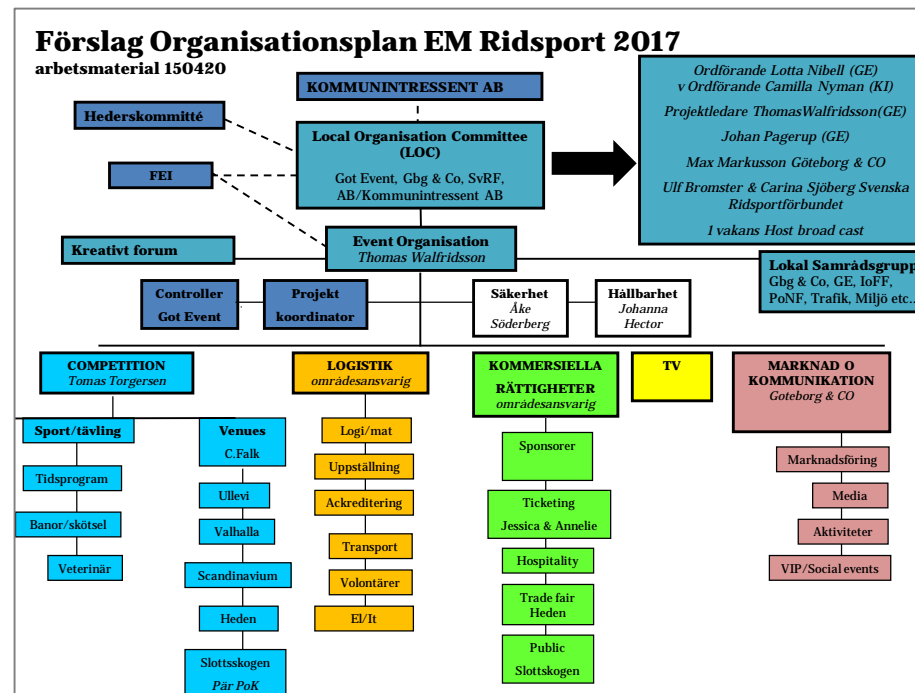 Förslag Organisationsplan EM Ridsport 2017
arbetsmaterial 150420
KOMMUNINTRESSENT AB
Hederskommitté
FEI
Local Organisation Committee
(LOC)
Got Event, Gbg & Co, SvRF,
AB/Kommunintressent AB
Ordförande Lotta Nibell (GE)
v Ordförande Camilla Nyman (KI)
Projektledare ThomasWalfridsson(GE)
Johan Pagerup (GE)
Max Markusson Göteborg & CO
Ulf Bromster & Carina Sjöberg Svenska
Ridsportförbundet
1 vakans Host broad cast
Kreativt forum
Event Organisation
Thomas Walfridsson
Lokal Samrådsgrupp
Gbg & Co, GE, IoFF,
PoNF, Trafik, Miljö etc..
Controller
Got Event
Projekt
koordinator
Säkerhet
Åke
Söderberg
Hållbarhet
Johanna
Hector
COMPETITION
Tomas Torgersen
LOGISTIK
områdesansvarig
KOMMERSIELLA
RÄTTIGHETER
områdesansvarig
TV
MARKNAD O
KOMMUNIKATION
Goteborg & CO
Sport/tävling
Tidsprogram
Banor/skötsel
Veterinär
Venues
C.Falk
Ullevi
Valhalla
Scandinavium
Heden
Slottsskogen
Pär PoK
Logi/mat
Uppställning
Ackreditering
Transport
Volontärer
El/It
Sponsorer
Ticketing
Jessica & Annelie
Hospitality
Trade fair
Heden
Public
Slottskogen
Marknadsföring
Media
Aktiviteter
VIP/Social events